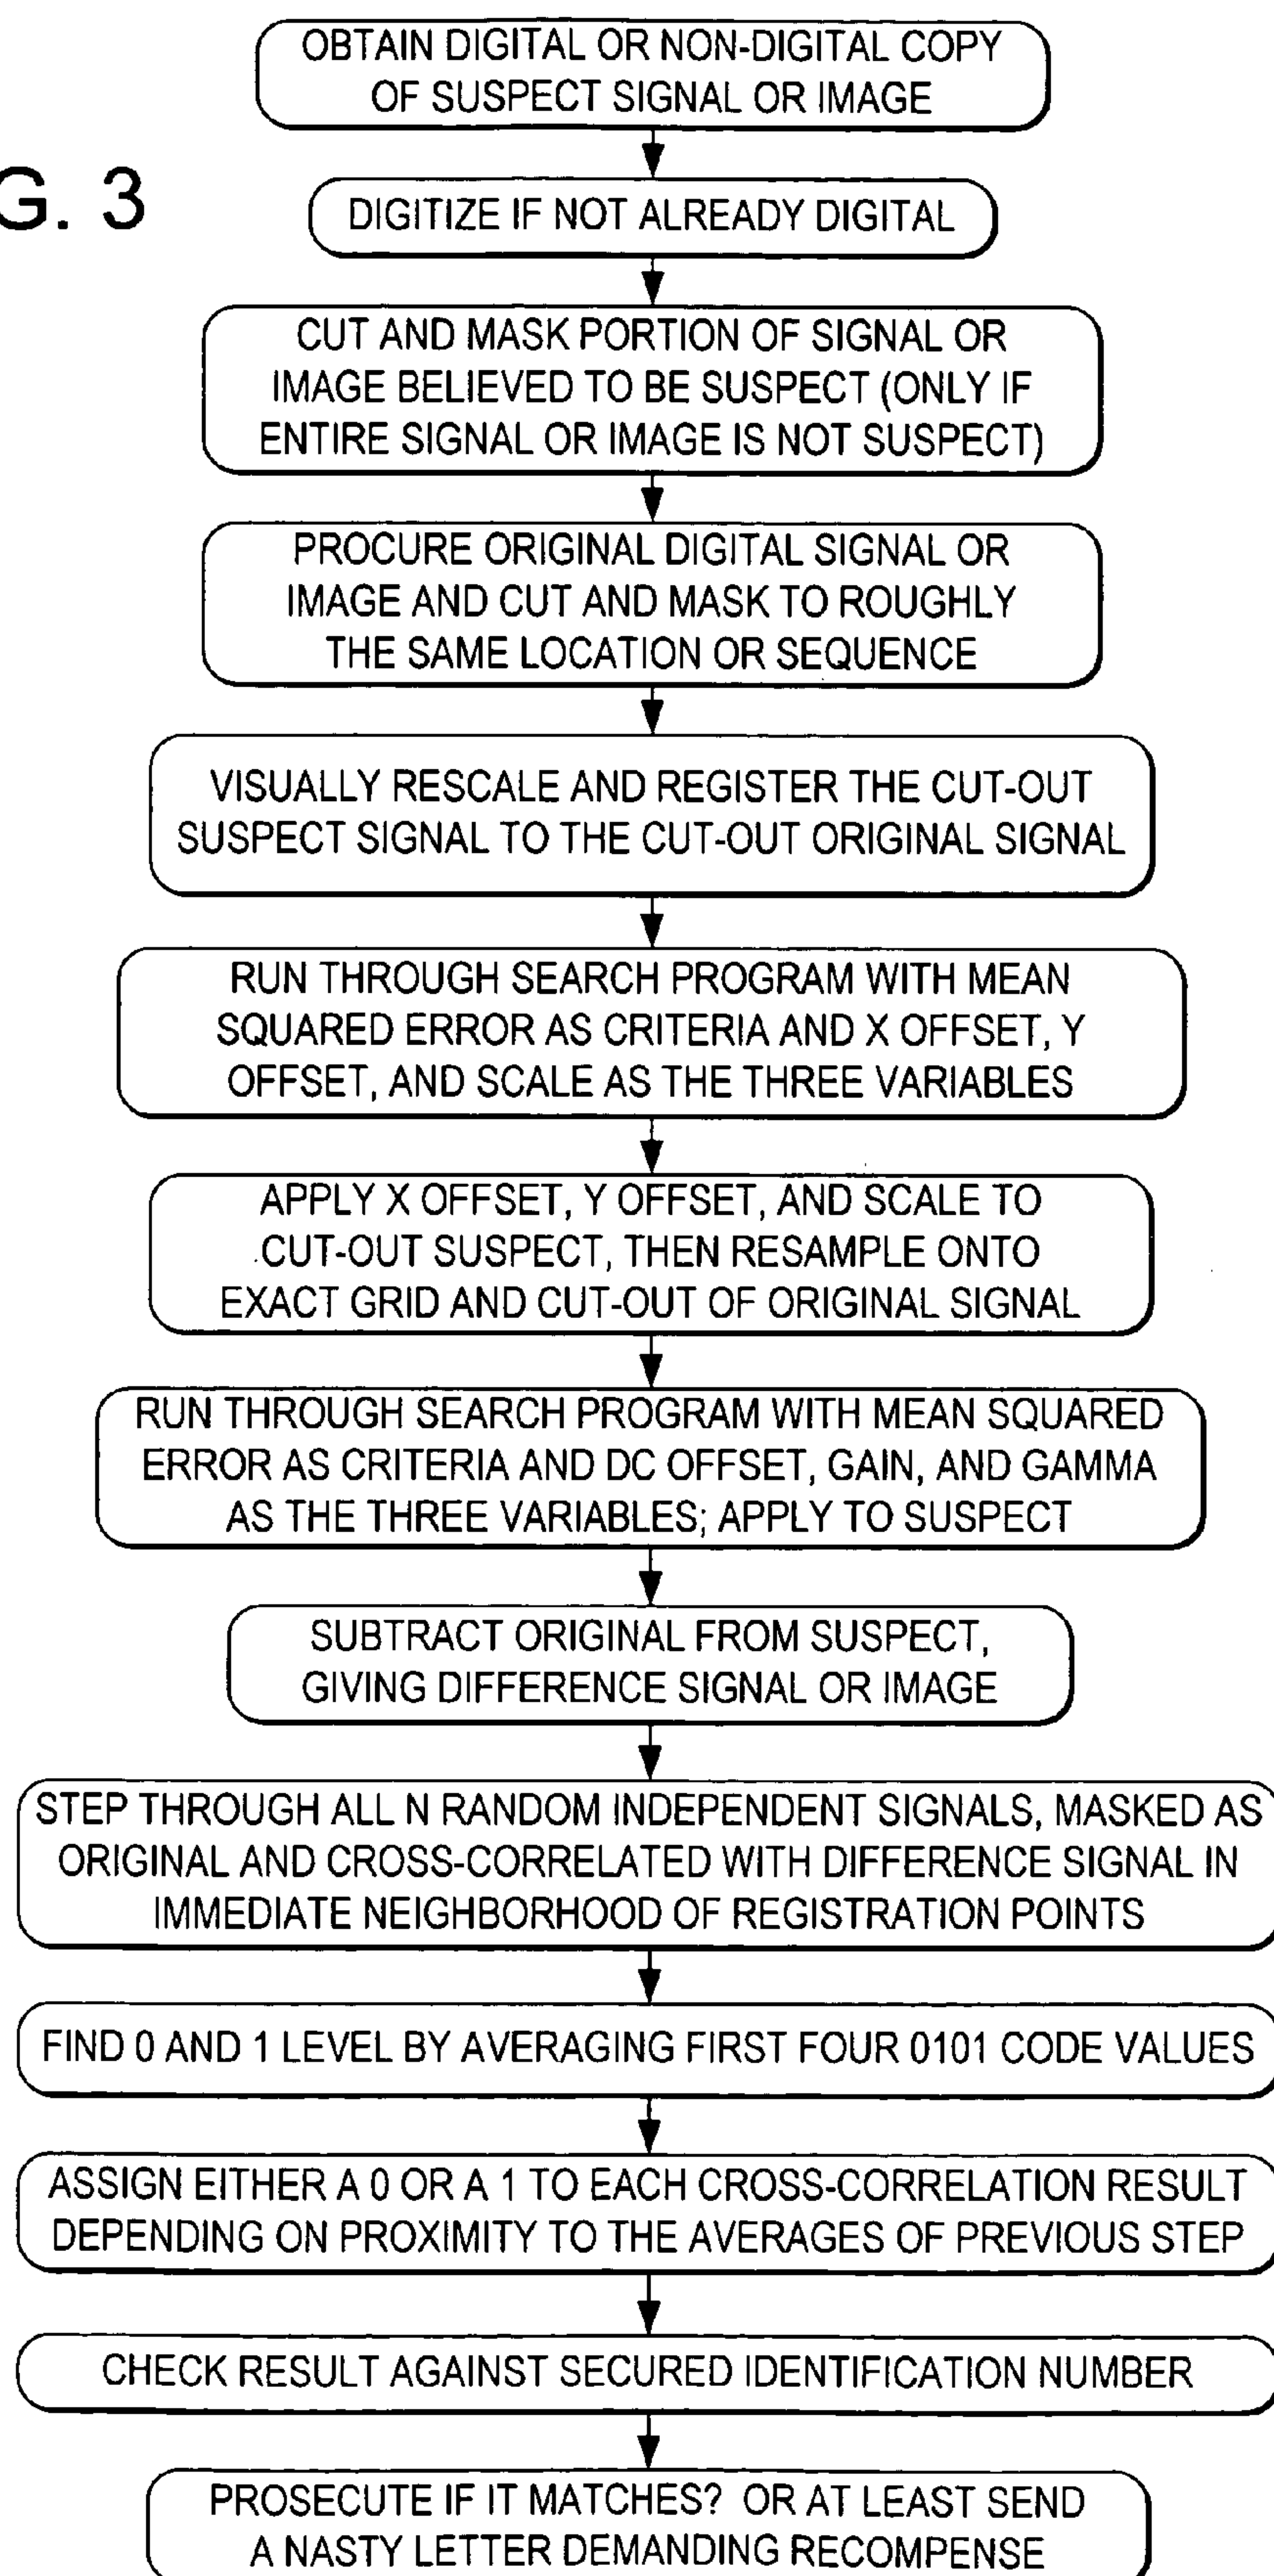 OBTAIN DIGITAL OR NON-DIGITAL COPY
OF SUSPECT SIGNAL OR IMAGE
G. 3
DIGITIZE IF NOT ALREADY DIGITAL
CUT AND MASK PORTION OF SIGNAL OR
IMAGE BELIEVED TO BE SUSPECT (ONLY IF
ENTIRE SIGNAL OR IMAGE IS NOT SUSPECT)
PROCURE ORIGINAL DIGITAL SIGNAL OR
IMAGE AND CUT AND MASK TO ROUGHLY
THE SAME LOCATION OR SEQUENCE
VISUALLY RESCALE AND REGISTER THE CUT-OUT
SUSPECT SIGNAL TO THE CUT-OUT ORIGINAL SIGNAL
RUN THROUGH SEARCH PROGRAM WITH MEAN
SQUARED ERROR AS CRITERIA AND X OFFSET, Y
OFFSET, AND SCALE AS THE THREE VARIABLES
APPLY X OFFSET, Y OFFSET, AND SCALE TO
CUT-OUT SUSPECT, THEN RESAMPLE ONTO
EXACT GRID AND CUT-OUT OF ORIGINAL SIGNAL
RUN THROUGH SEARCH PROGRAM WITH MEAN SQUARED
ERROR AS CRITERIA AND DC OFFSET, GAIN, AND GAMMA
AS THE THREE VARIABLES; APPLY TO SUSPECT
SUBTRACT ORIGINAL FROM SUSPECT,
GIVING DIFFERENCE SIGNAL OR IMAGE
STEP THROUGH ALL N RANDOM INDEPENDENT SIGNALS, MASKED AS
ORIGINAL AND CROSS-CORRELATED WITH DIFFERENCE SIGNAL IN
IMMEDIATE NEIGHBORHOOD OF REGISTRATION POINTS
FIND 0 AND 1 LEVEL BY AVERAGING FIRST FOUR 0101 CODE VALUES
ASSIGN EITHER A 0 OR A 1 TO EACH CROSS-CORRELATION RESULT
DEPENDING ON PROXIMITY TO THE AVERAGES OF PREVIOUS STEP
CHECK RESULT AGAINST SECURED IDENTIFICATION NUMBER
PROSECUTE IF IT MATCHES? OR AT LEAST SEND
A NASTY LETTER DEMANDING RECOMPENSE